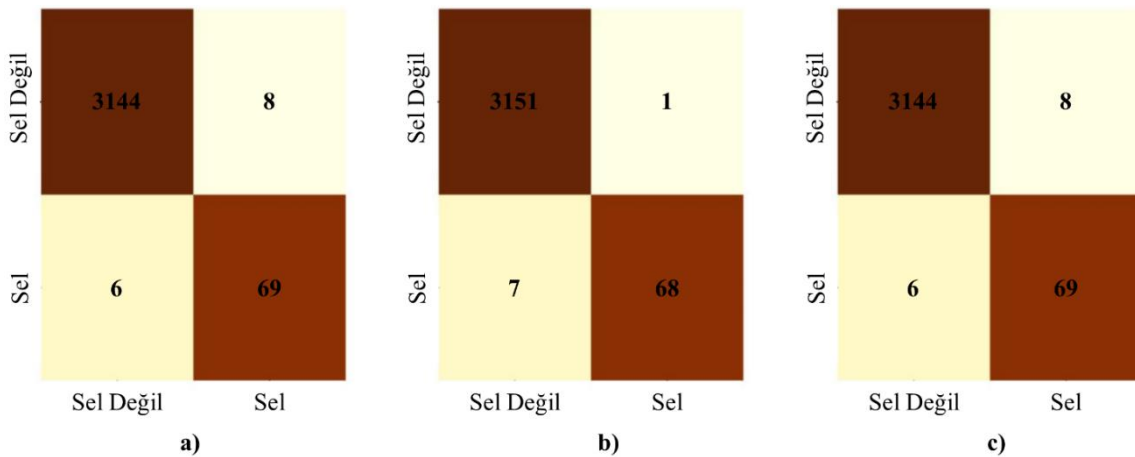 Sel Değil
3144 8
Sel
6 69
Sel Değil Sel
a)
Sel Değil
3151 1
Sel
7 68
Sel Değil Sel
b)
Sel Değil
3144 8
Sel
6 69
Sel Değil Sel
c)